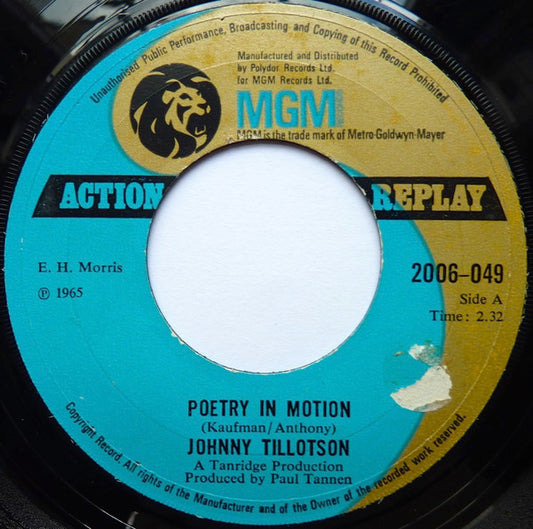 Unauthorised Public Performance, Broadcasting and Copying of this Record Prohibited
Manufactured and Distributed
by Polydor Records Ltd.
for MGM Records Ltd.
MGM
MGM is the trade mark of Metro-Goldwyn-Mayer
ACTION REPLAY
E. H. Morris
℗ 1965
2006-049
Side A
Time: 2.32
POETRY IN MOTION
(Kaufman/Anthony)
JOHNNY TILLOTSON
A Tanridge Production
Produced by Paul Tannen
Copyright Record. All rights of the Manufacturer and of the Owner of the recorded work reserved